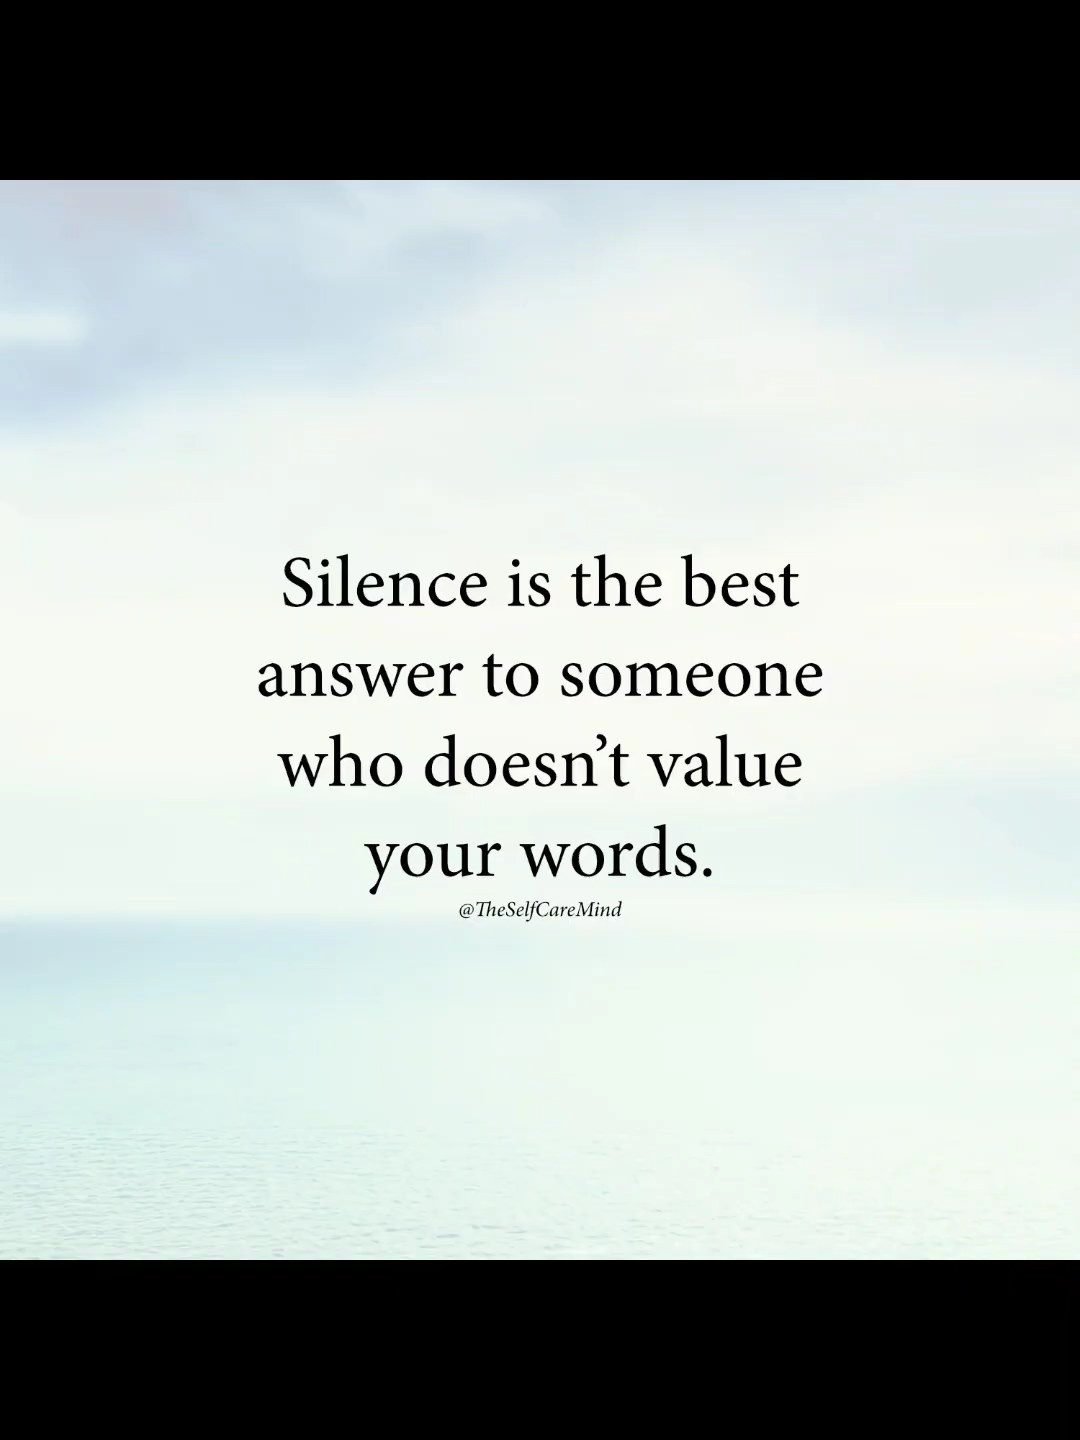 Silence is the best
answer to someone
who doesn’t value
your words.
@TheSelfCareMind